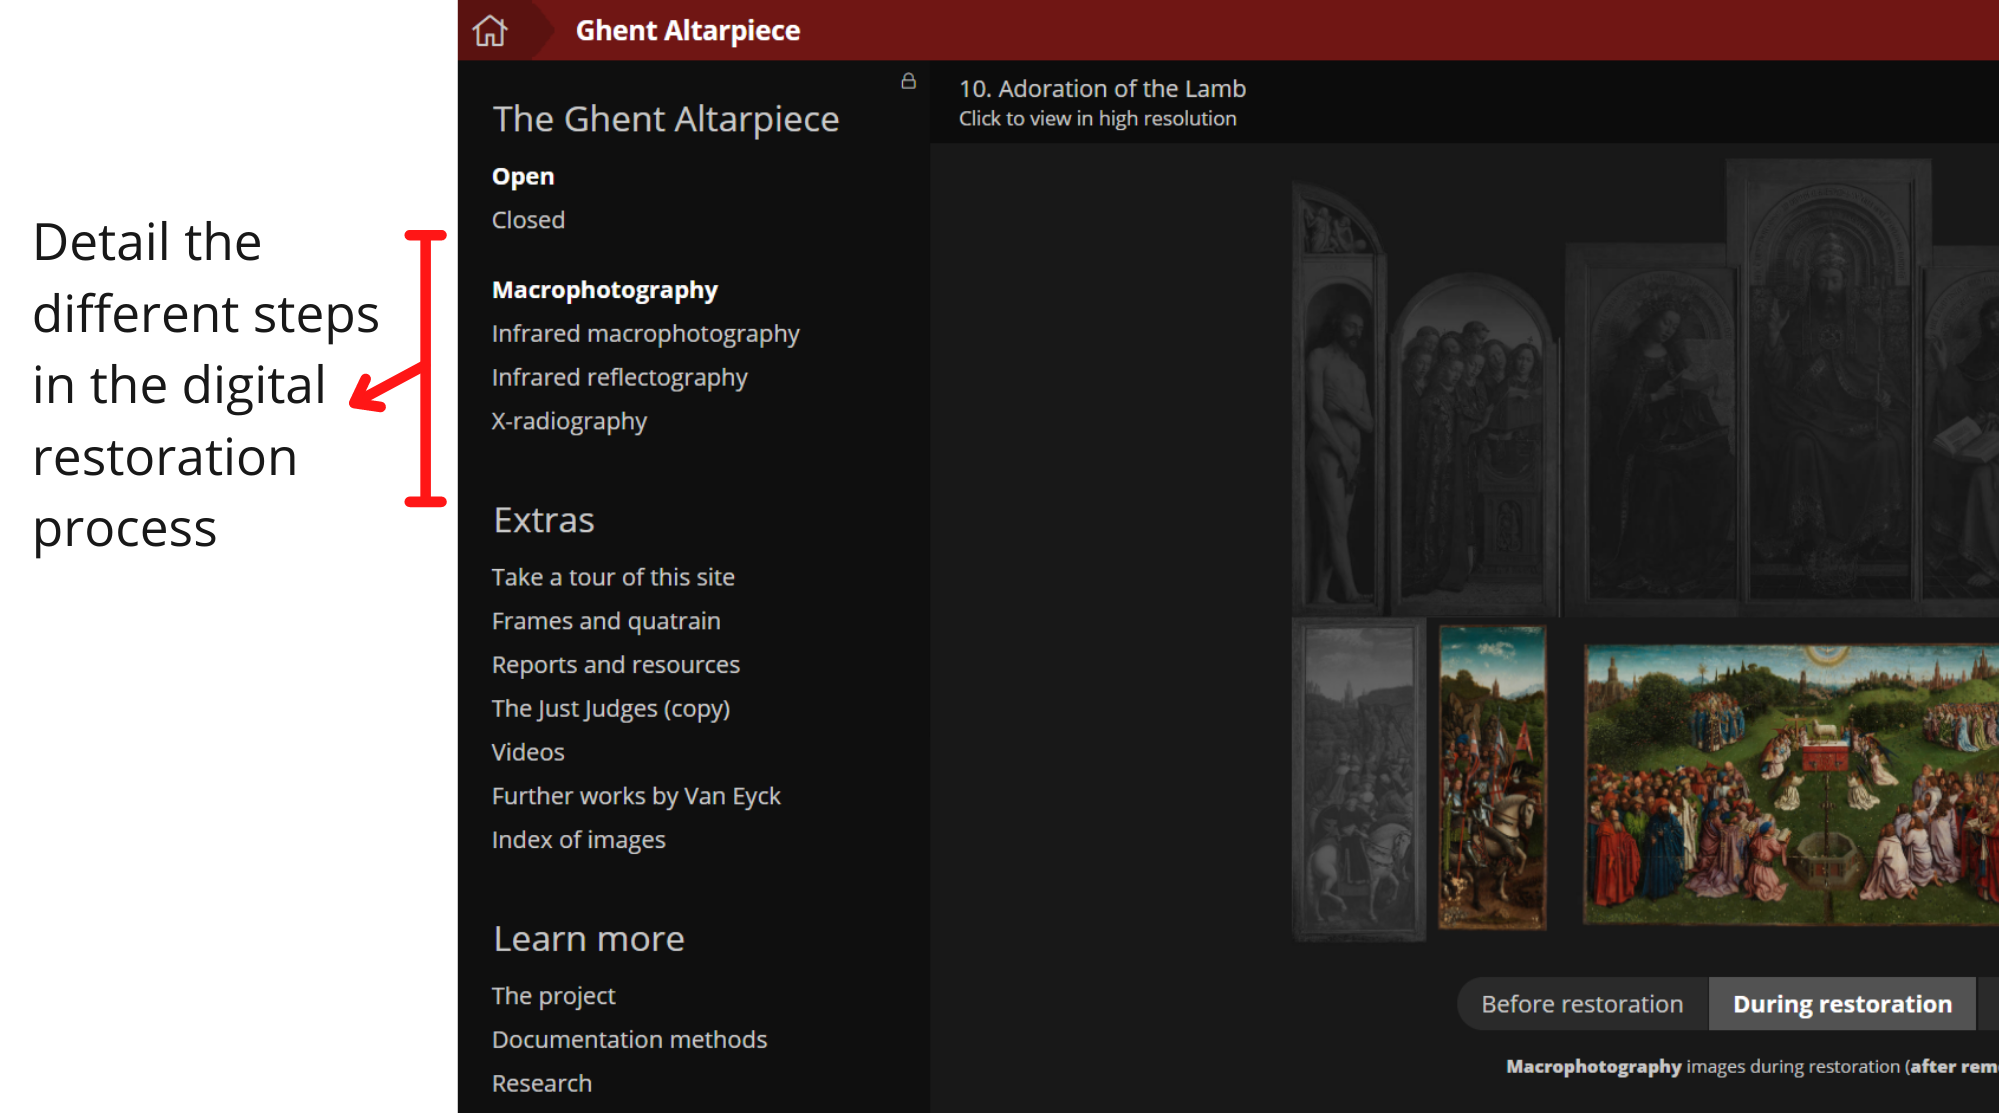 Detail the
different steps
in the digital
restoration
process
Ghent Altarpiece
The Ghent Altarpiece
Open
Closed
Macrophotography
Infrared macrophotography
Infrared reflectography
X-radiography
Extras
Take a tour of this site
Frames and quatrain
Reports and resources
The Just Judges (copy)
Videos
Further works by Van Eyck
Index of images
Learn more
The project
Documentation methods
Research
10. Adoration of the Lamb
Click to view in high resolution
Before restoration
During restoration
Macrophotography images during restoration (after rem